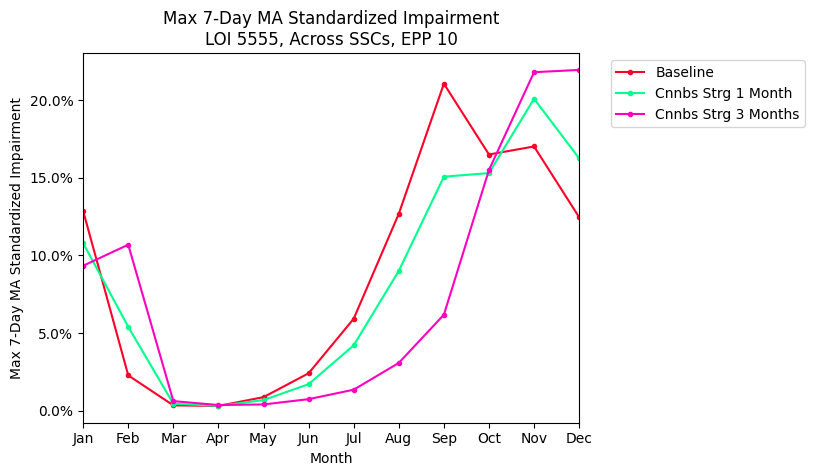 Max 7-Day MA Standardized Impairment
LOI 5555, Across SSCs, EPP 10
Max 7-Day MA Standardized Impairment
20.0%
15.0%
10.0%
5.0%
0.0%
Jan Feb Mar Apr May Jun Jul Aug Sep Oct Nov Dec
Month
Baseline
Cnnbs Strg 1 Month
Cnnbs Strg 3 Months